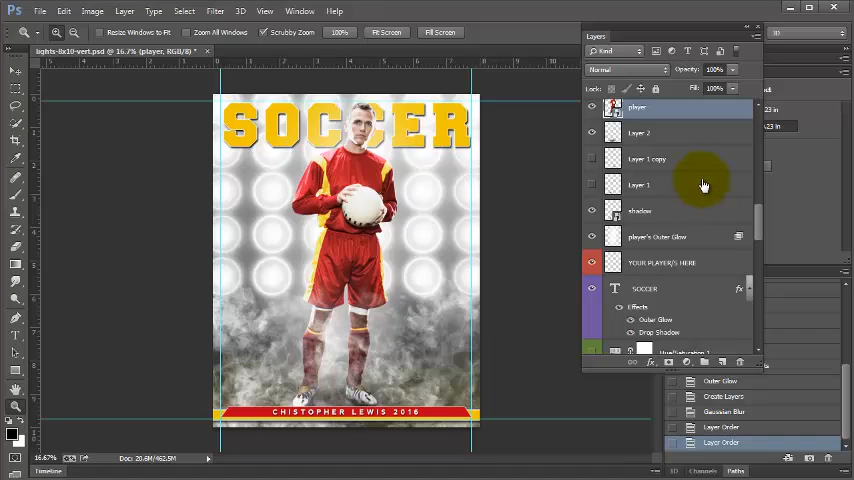 Ps File Edit Image Layer Type Select Filter 3D View Window Help
Resize Windows to Fit Zoom All Windows Scrubby Zoom 100% Fit Screen Fill Screen 3D
lights-8x10-vert.psd @ 16.7% (player, RGB/8) * ×
SOCCER
CHISTOPHER LEWIS 2016
Layers
Kind
Normal Opacity: 100%
Lock: Fill: 100%
player
Layer 2
Layer 1 copy
Layer 1
shadow
player's Outer Glow
YOUR PLAYER/S HERE
T SOCCER fx
Effects
Outer Glow
Drop Shadow
Hue/Saturation 1
Outer Glow
Create Layers
Gaussian Blur
Layer Order
Layer Order
16.67% Doc: 20.6M/462.5M
Timeline
3D Channels Paths